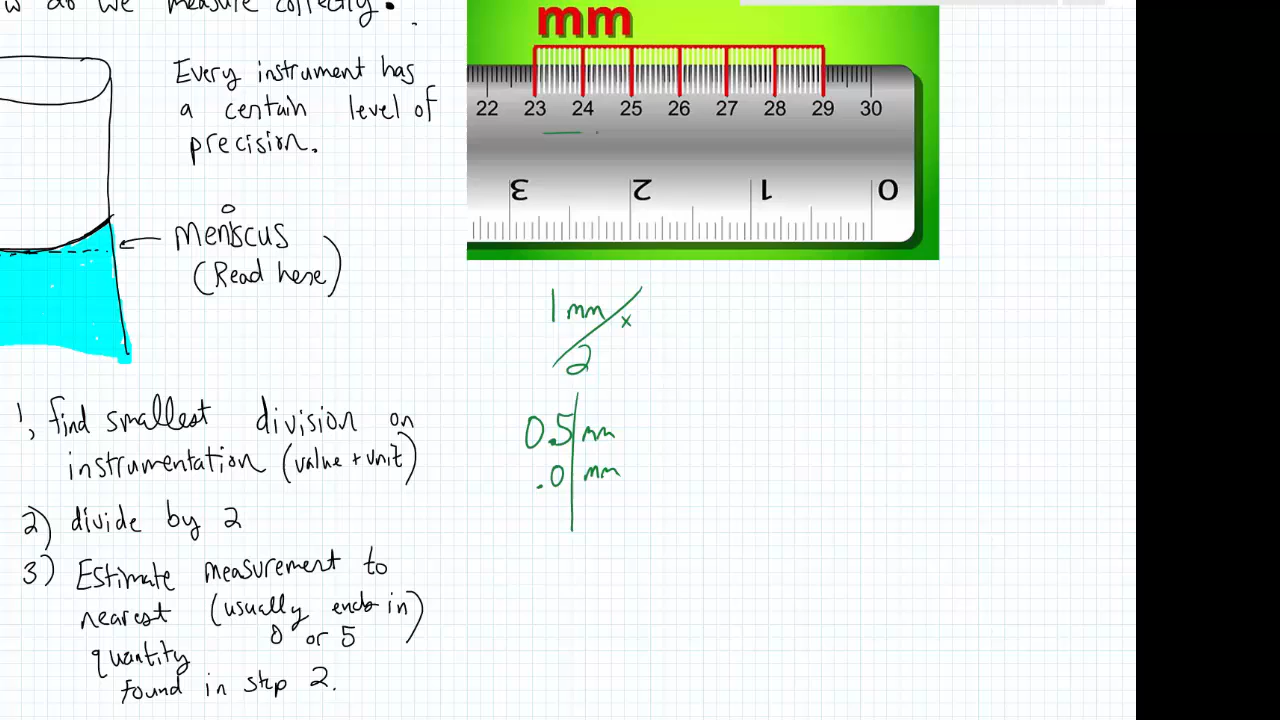 do we measure correctly.
Every instrument has
a certain level of
precision.
Meniscus
(Read here)
1, find smallest division on
instrumentation (value + unit)
2) divide by 2
3) Estimate measurement to
nearest (usually ends in
0 or 5)
quantity
found in step 2.
mm
22 23 24 25 26 27 28 29 30
3 2 1 0
1 mm x
2
0.5 mm
.0 mm